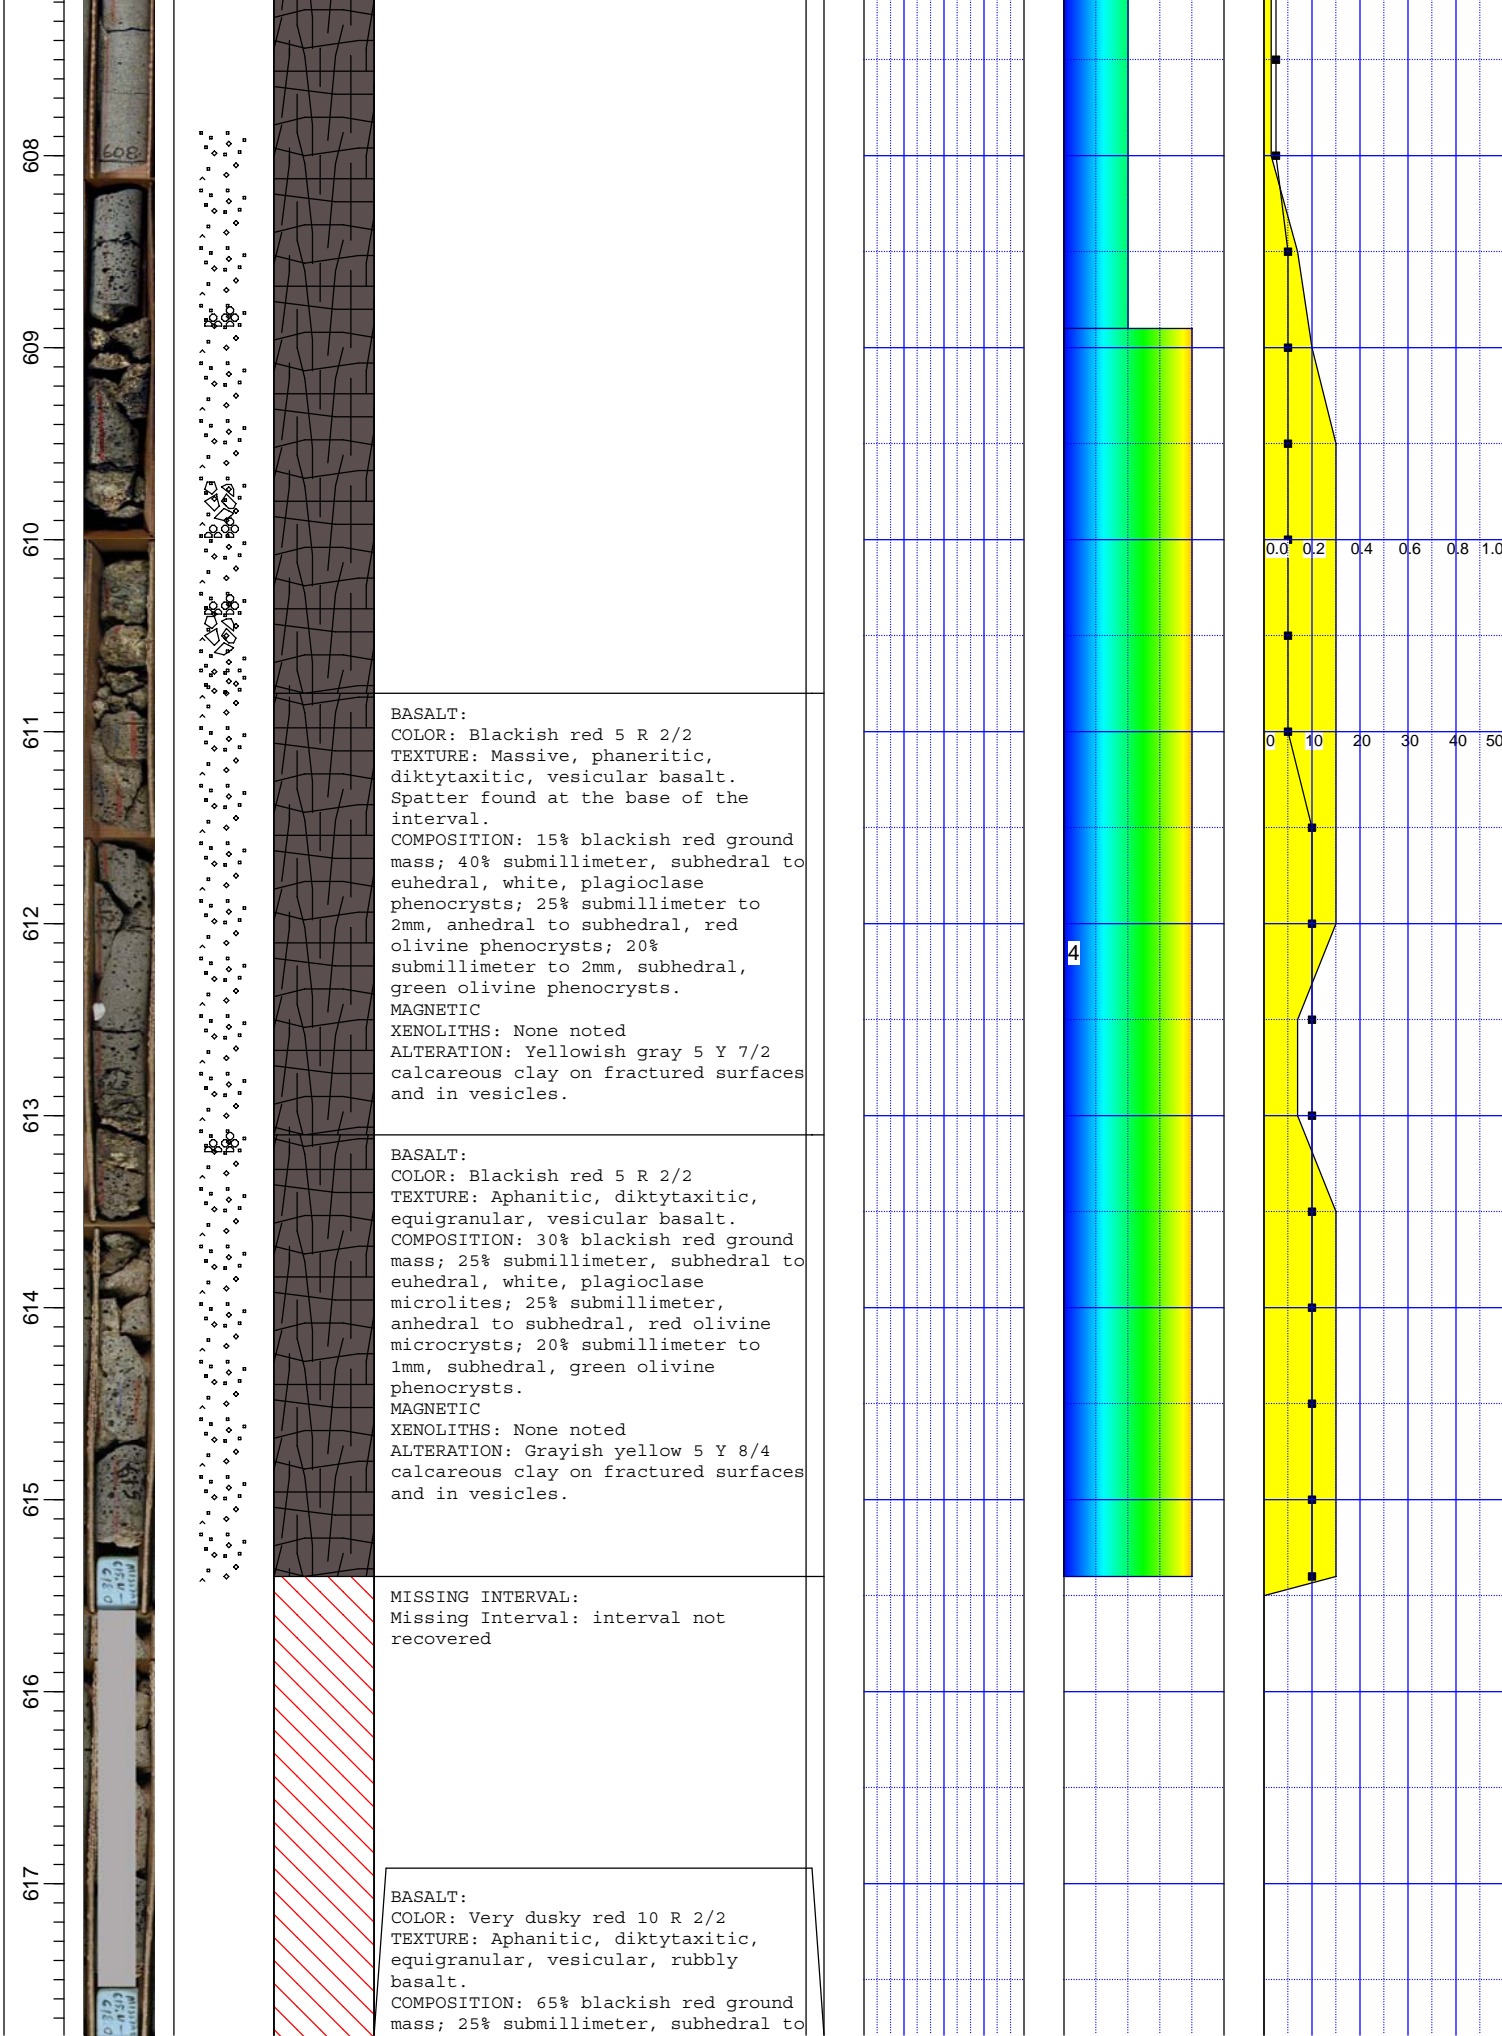 608
609
610
611
612
613
614
615
616
617
608
0.0 0.2 0.4 0.6 0.8 1.0
0 10 20 30 40 50
4
BASALT:
COLOR: Blackish red 5 R 2/2
TEXTURE: Massive, phaneritic,
diktytaxitic, vesicular basalt.
Spatter found at the base of the
interval.
COMPOSITION: 15% blackish red ground
mass; 40% submillimeter, subhedral to
euhedral, white, plagioclase
phenocrysts; 25% submillimeter to
2mm, anhedral to subhedral, red
olivine phenocrysts; 20%
submillimeter to 2mm, subhedral,
green olivine phenocrysts.
MAGNETIC
XENOLITHS: None noted
ALTERATION: Yellowish gray 5 Y 7/2
calcareous clay on fractured surfaces
and in vesicles.
BASALT:
COLOR: Blackish red 5 R 2/2
TEXTURE: Aphanitic, diktytaxitic,
equigranular, vesicular basalt.
COMPOSITION: 30% blackish red ground
mass; 25% submillimeter, subhedral to
euhedral, white, plagioclase
microlites; 25% submillimeter,
anhedral to subhedral, red olivine
microcrysts; 20% submillimeter to
1mm, subhedral, green olivine
phenocrysts.
MAGNETIC
XENOLITHS: None noted
ALTERATION: Grayish yellow 5 Y 8/4
calcareous clay on fractured surfaces
and in vesicles.
MISSING INTERVAL:
Missing Interval: interval not
recovered
BASALT:
COLOR: Very dusky red 10 R 2/2
TEXTURE: Aphanitic, diktytaxitic,
equigranular, vesicular, rubbly
basalt.
COMPOSITION: 65% blackish red ground
mass; 25% submillimeter, subhedral to